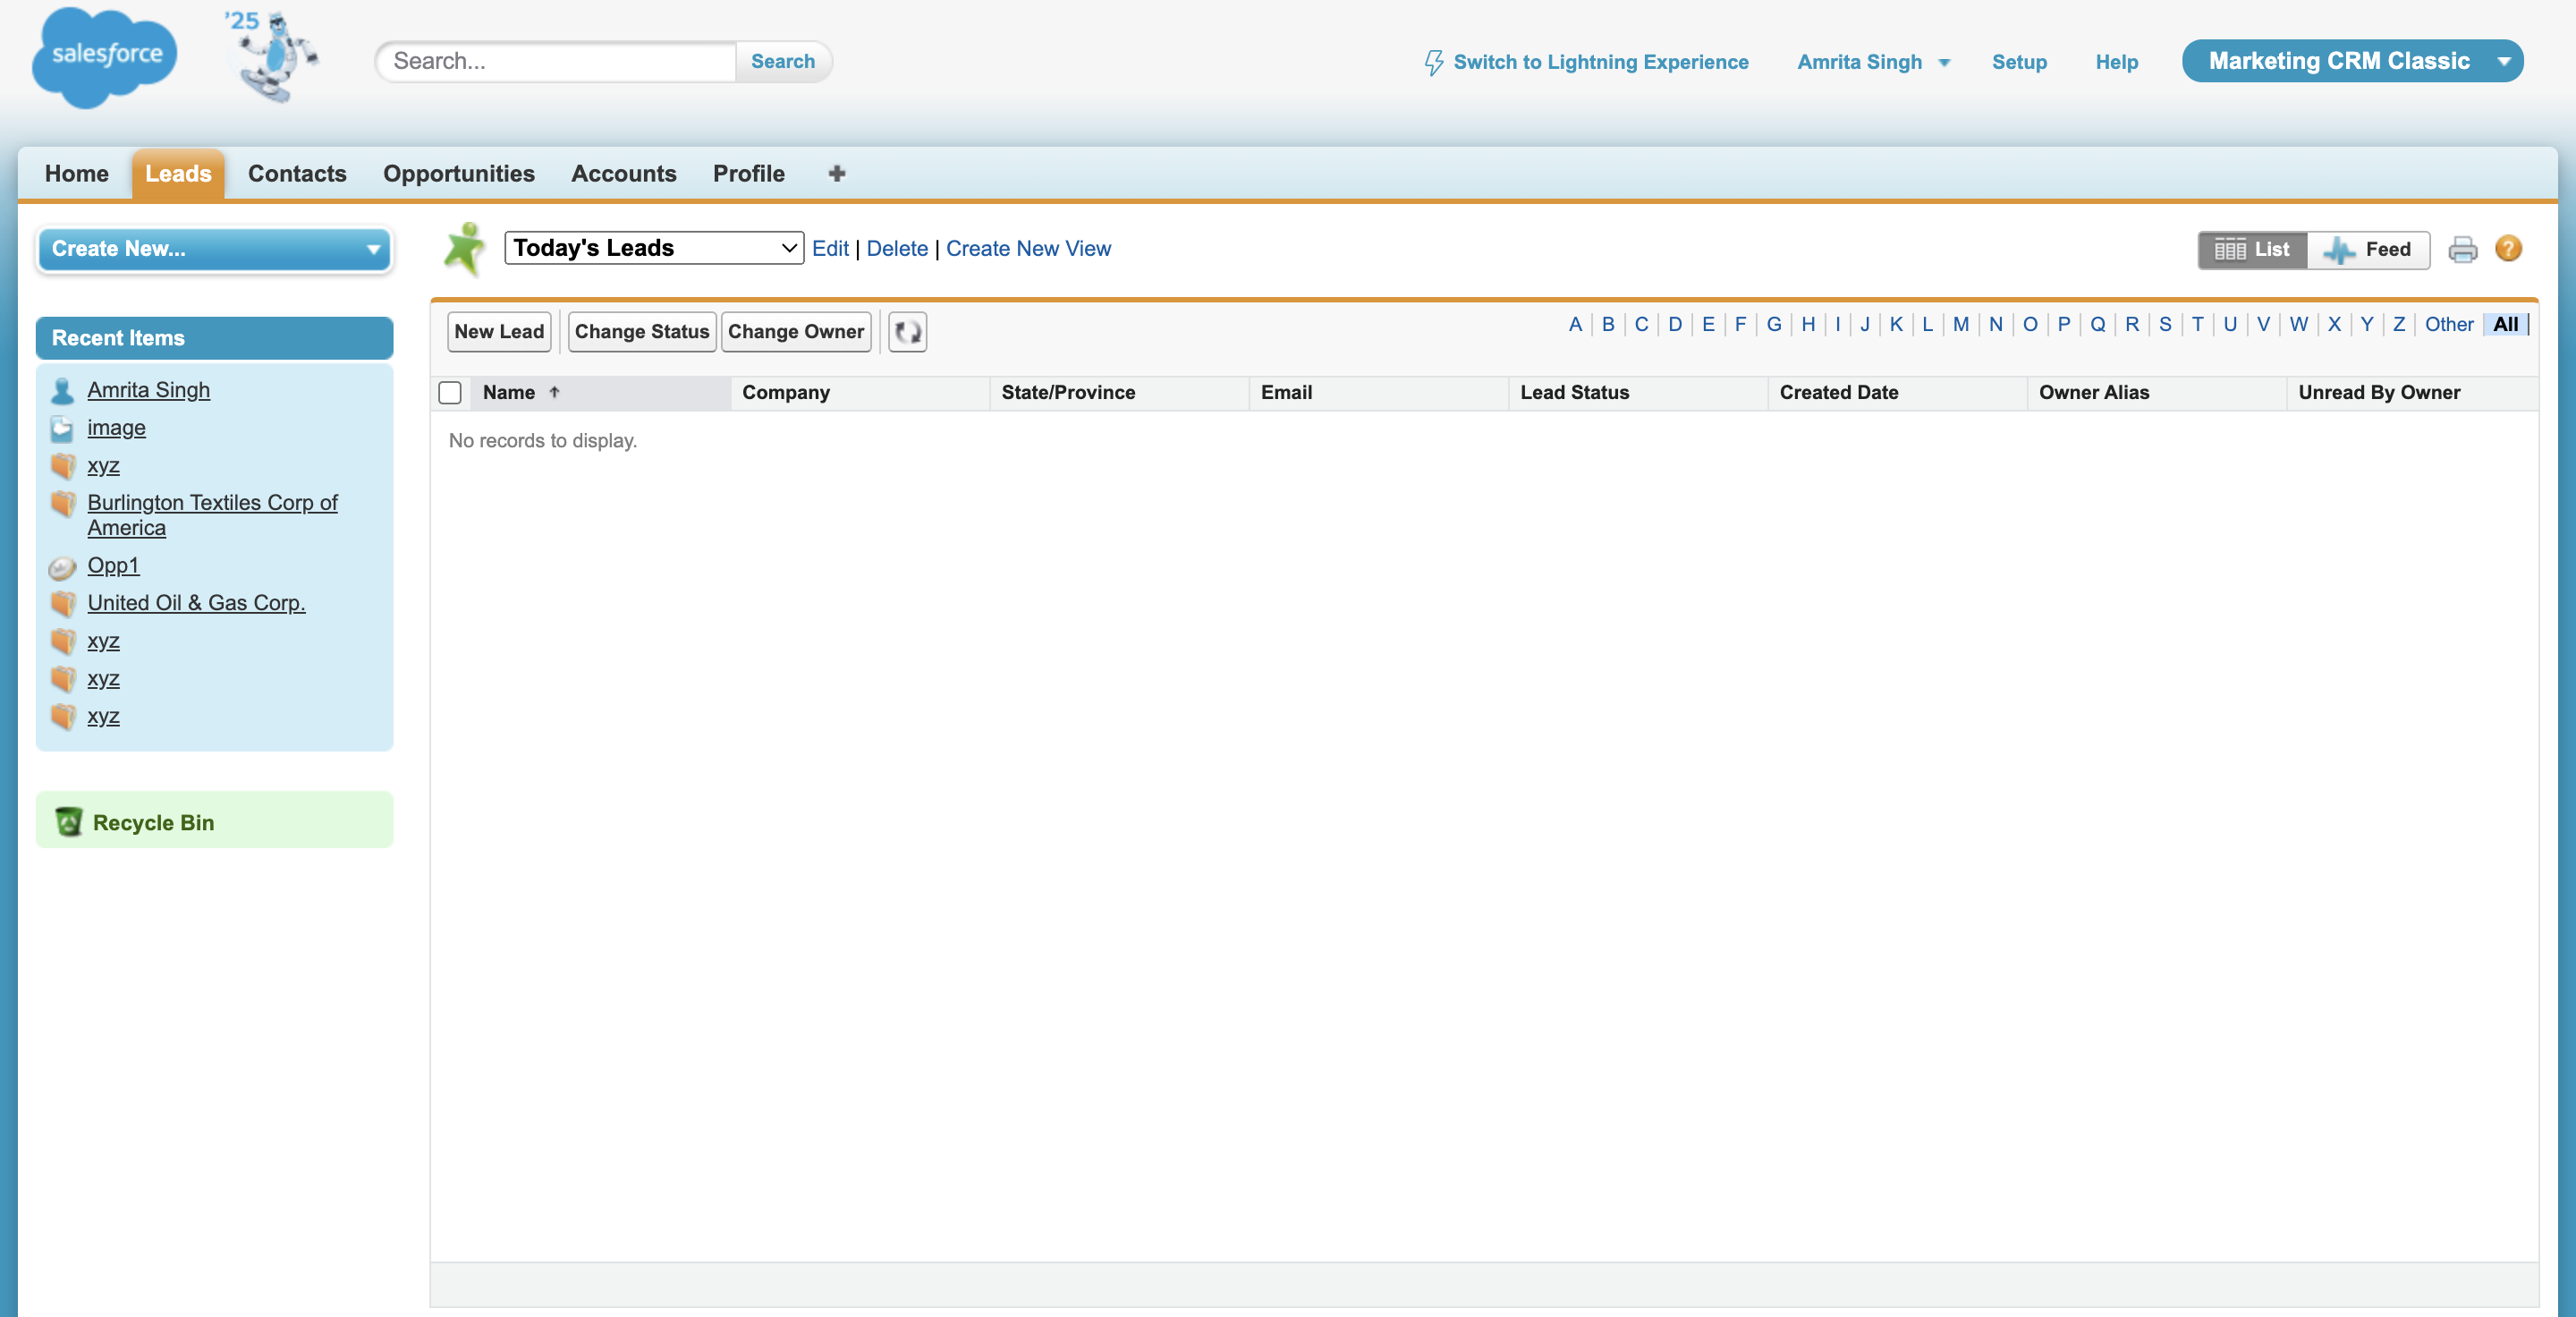 salesforce
'25
Search...
Search
Switch to Lightning Experience
Amrita Singh
Setup
Help
Marketing CRM Classic
Home
Leads
Contacts
Opportunities
Accounts
Profile
Create New...
Today's Leads
Edit | Delete | Create New View
List
Feed
Recent Items
Amrita Singh
image
xyz
Burlington Textiles Corp of
America
Opp1
United Oil & Gas Corp.
xyz
xyz
xyz
Recycle Bin
New Lead
Change Status
Change Owner
A | B | C | D | E | F | G | H | I | J | K | L | M | N | O | P | Q | R | S | T | U | V | W | X | Y | Z | Other | All
Name
Company
State/Province
Email
Lead Status
Created Date
Owner Alias
Unread By Owner
No records to display.